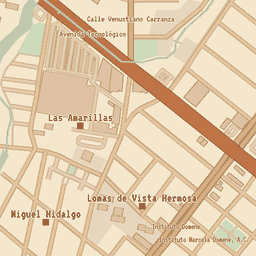 Calle Venustiano Carranza
Avenida Tecnológico
Las Amarillas
Lomas de Vista Hermosa
Miguel Hidalgo
Instituto Domene
Instituto Marcela Domene, A.C.